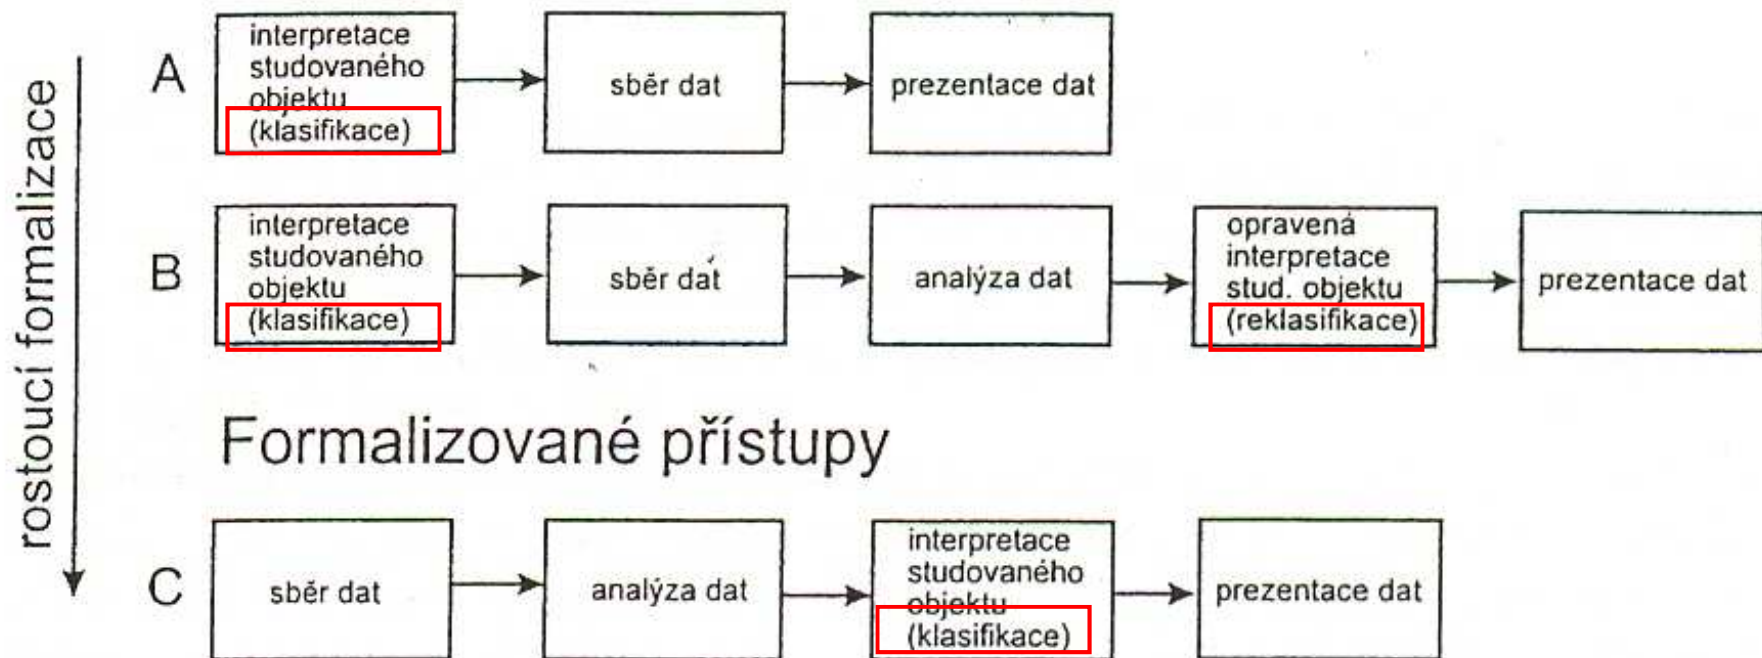 rostoucí formalizace
A
interpretace
studovaného
objektu
(klasifikace)
sběr dat
prezentace dat
B
interpretace
studovaného
objektu
(klasifikace)
sběr dat
analýza dat
opravená
interpretace
stud. objektu
(reklasifikace)
prezentace dat
Formalizované přístupy
C
sběr dat
analýza dat
interpretace
studovaného
objektu
(klasifikace)
prezentace dat